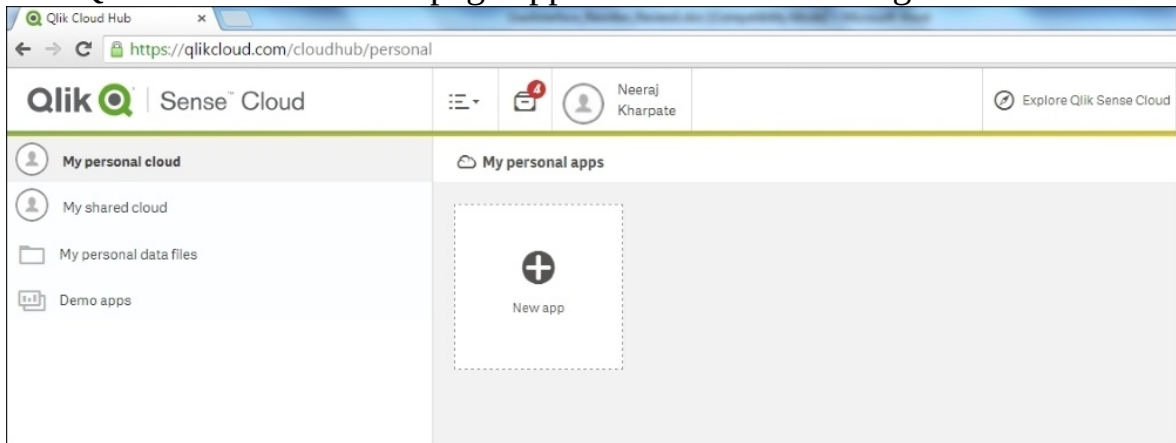 Qlik Cloud Hub
https://qlikcloud.com/cloudhub/personal
Qlik Q Sense™ Cloud
4
Neeraj
Kharpate
Explore Qlik Sense Cloud
My personal cloud
My personal apps
My shared cloud
My personal data files
Demo apps
New app